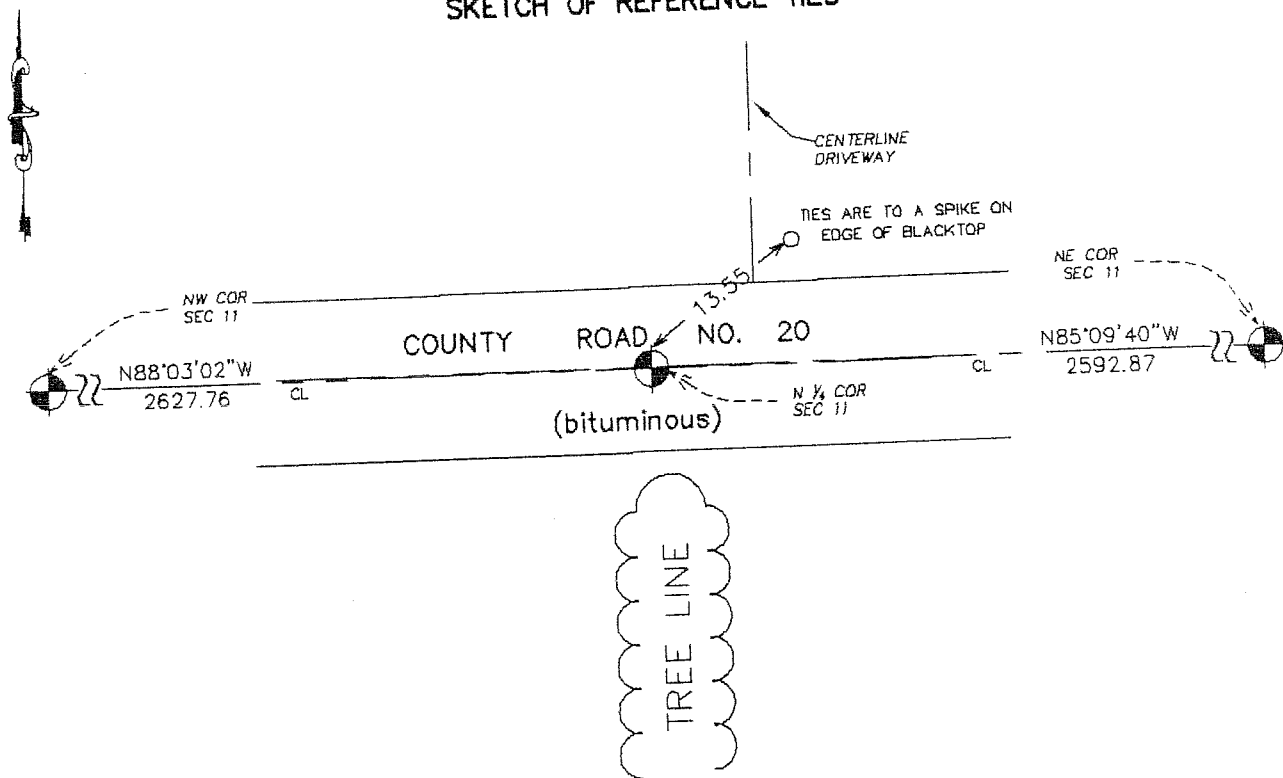 SKETCH OF REFERENCE TIES
CENTERLINE
DRIVEWAY
TIES ARE TO A SPIKE ON
EDGE OF BLACKTOP
NE COR
SEC 11
NW COR
SEC 11
13.55
COUNTY ROAD NO. 20
N88°03'02"W
2627.76
CL
CL
N85°09'40"W
2592.87
N ¼ COR
SEC 11
(bituminous)
TREE LINE